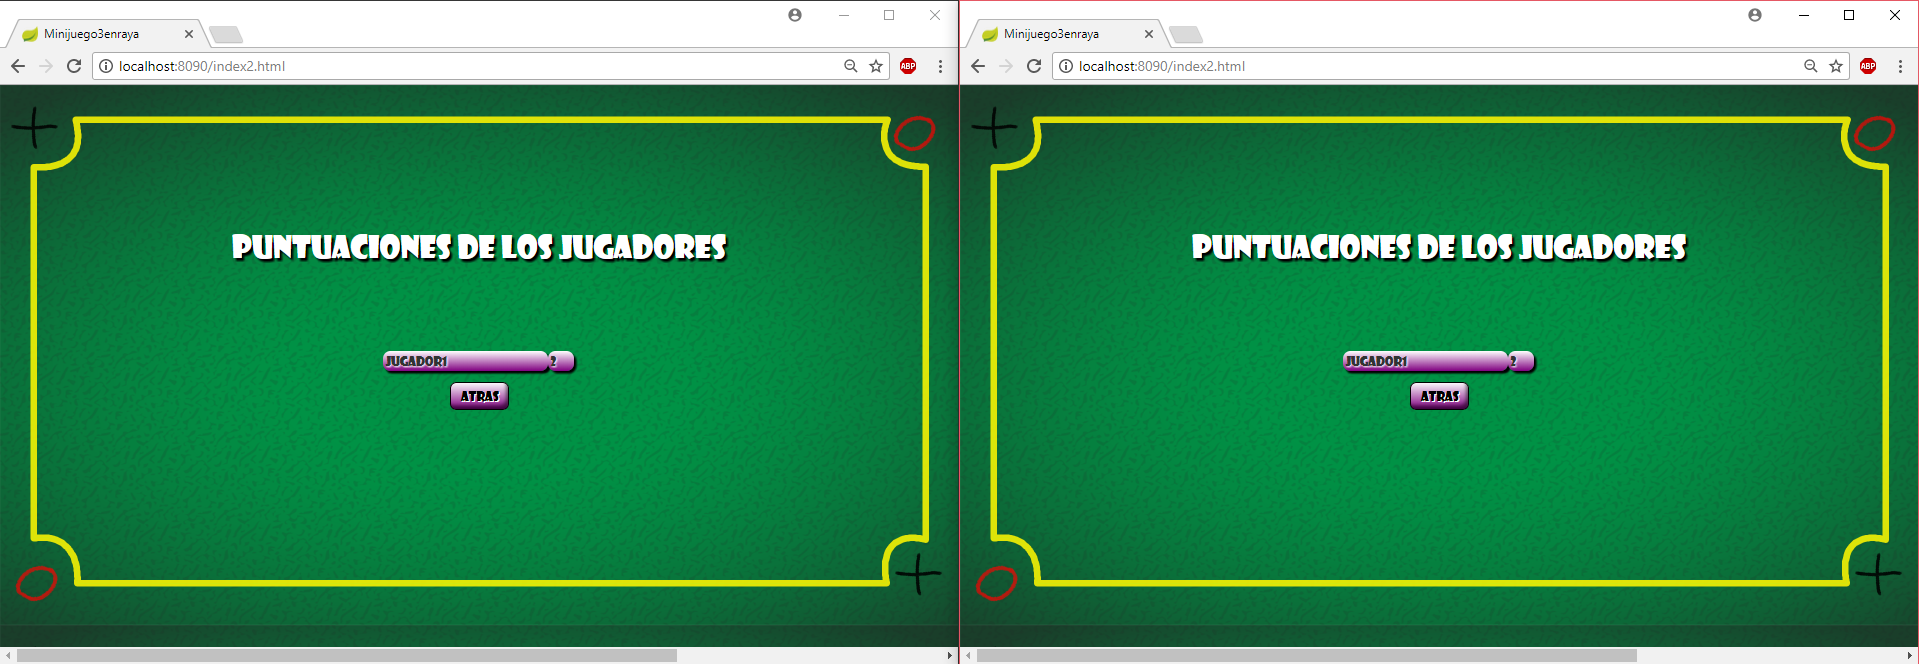 Minijuego3enraya
localhost:8090/index2.html
ABP
PUNTUACIONES DE LOS JUGADORES
JUGADOR1 2
ATRAS
Minijuego3enraya
localhost:8090/index2.html
ABP
PUNTUACIONES DE LOS JUGADORES
JUGADOR1 2
ATRAS